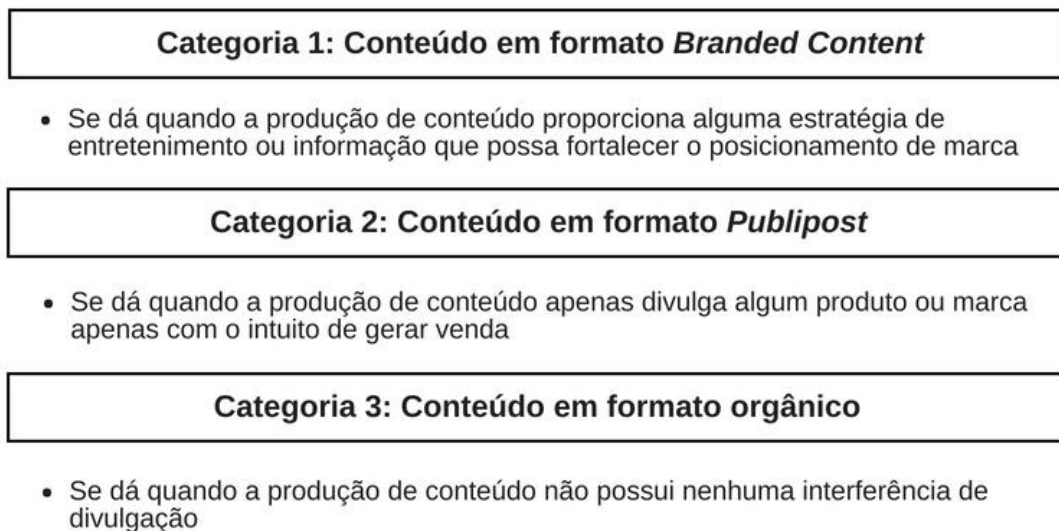 Categoria 1: Conteúdo em formato Branded Content
• Se dá quando a produção de conteúdo proporciona alguma estratégia de
entretenimento ou informação que possa fortalecer o posicionamento de marca
Categoria 2: Conteúdo em formato Publipost
• Se dá quando a produção de conteúdo apenas divulga algum produto ou marca
apenas com o intuito de gerar venda
Categoria 3: Conteúdo em formato orgânico
• Se dá quando a produção de conteúdo não possui nenhuma interferência de
divulgação